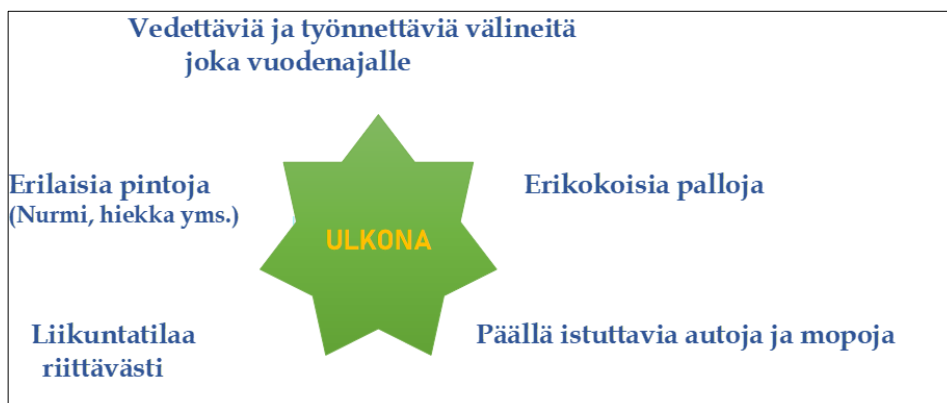 Vedettäviä ja työnnettäviä välineitä
joka vuodenajalle
Erilaisia pintoja
(Nurmi, hiekka yms.)
Erikokoisia palloja
ULKONA
Liikuntatilaa
riittävästi
Päällä istuttavia autoja ja mopoja